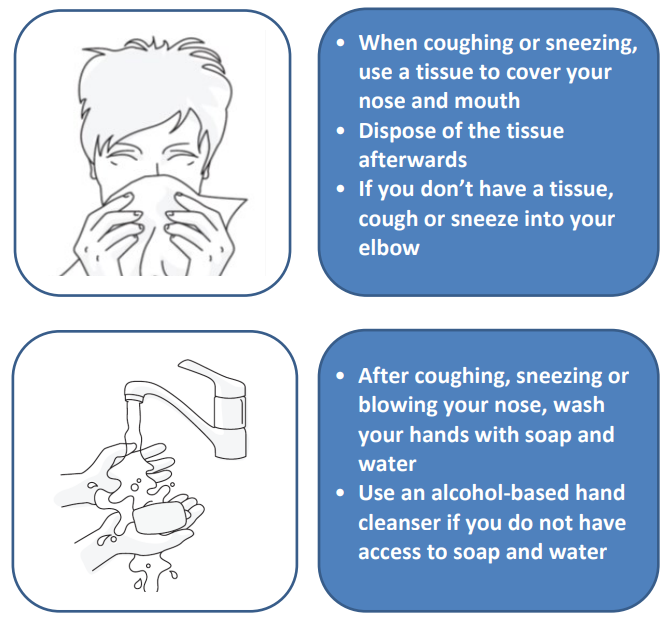 • When coughing or sneezing,
use a tissue to cover your
nose and mouth
• Dispose of the tissue
afterwards
• If you don’t have a tissue,
cough or sneeze into your
elbow
• After coughing, sneezing or
blowing your nose, wash
your hands with soap and
water
• Use an alcohol-based hand
cleanser if you do not have
access to soap and water